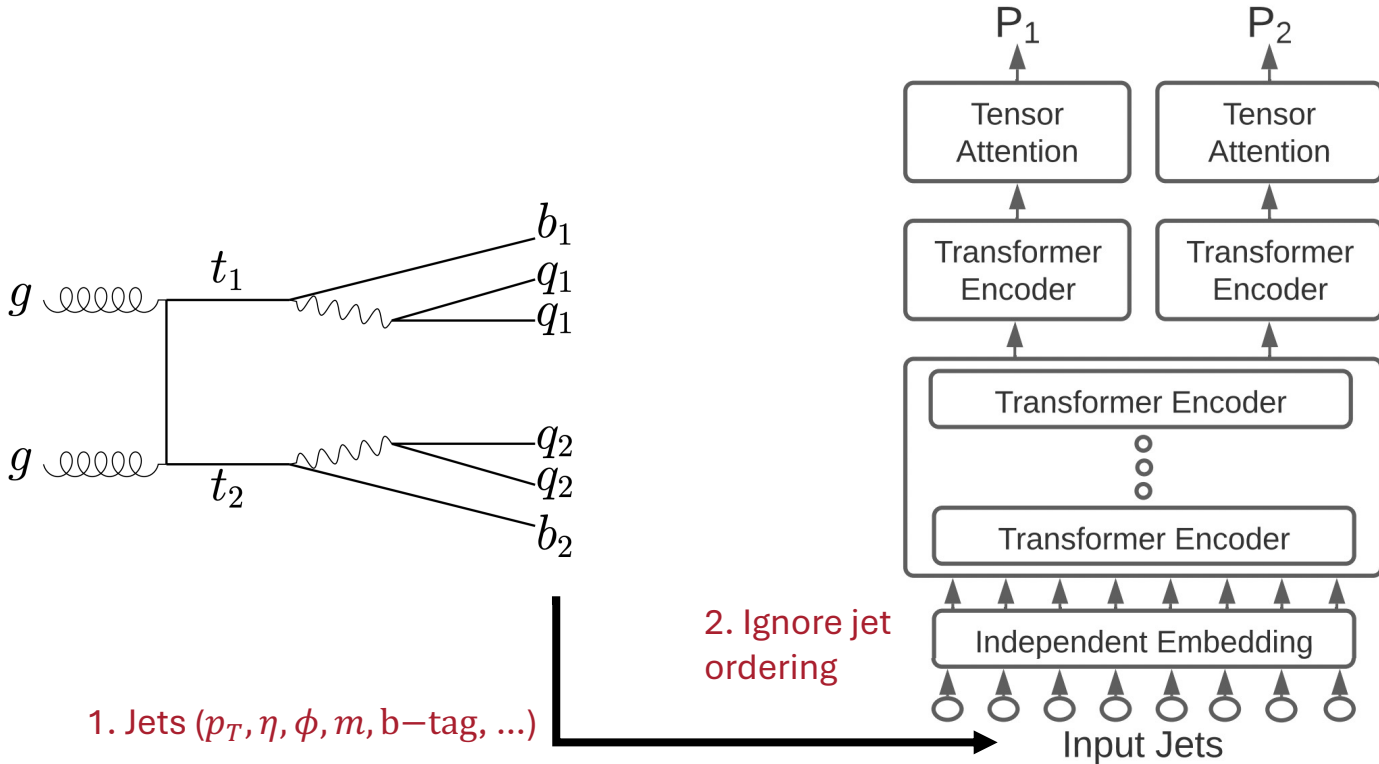 g
t₁
b₁
q₁
q₁
g
t₂
q₂
q₂
b₂
1. Jets (p_T, η, ϕ, m, b−tag, ...)
2. Ignore jet
ordering
P₁
P₂
Tensor
Attention
Tensor
Attention
Transformer
Encoder
Transformer
Encoder
Transformer Encoder
Transformer Encoder
Independent Embedding
Input Jets